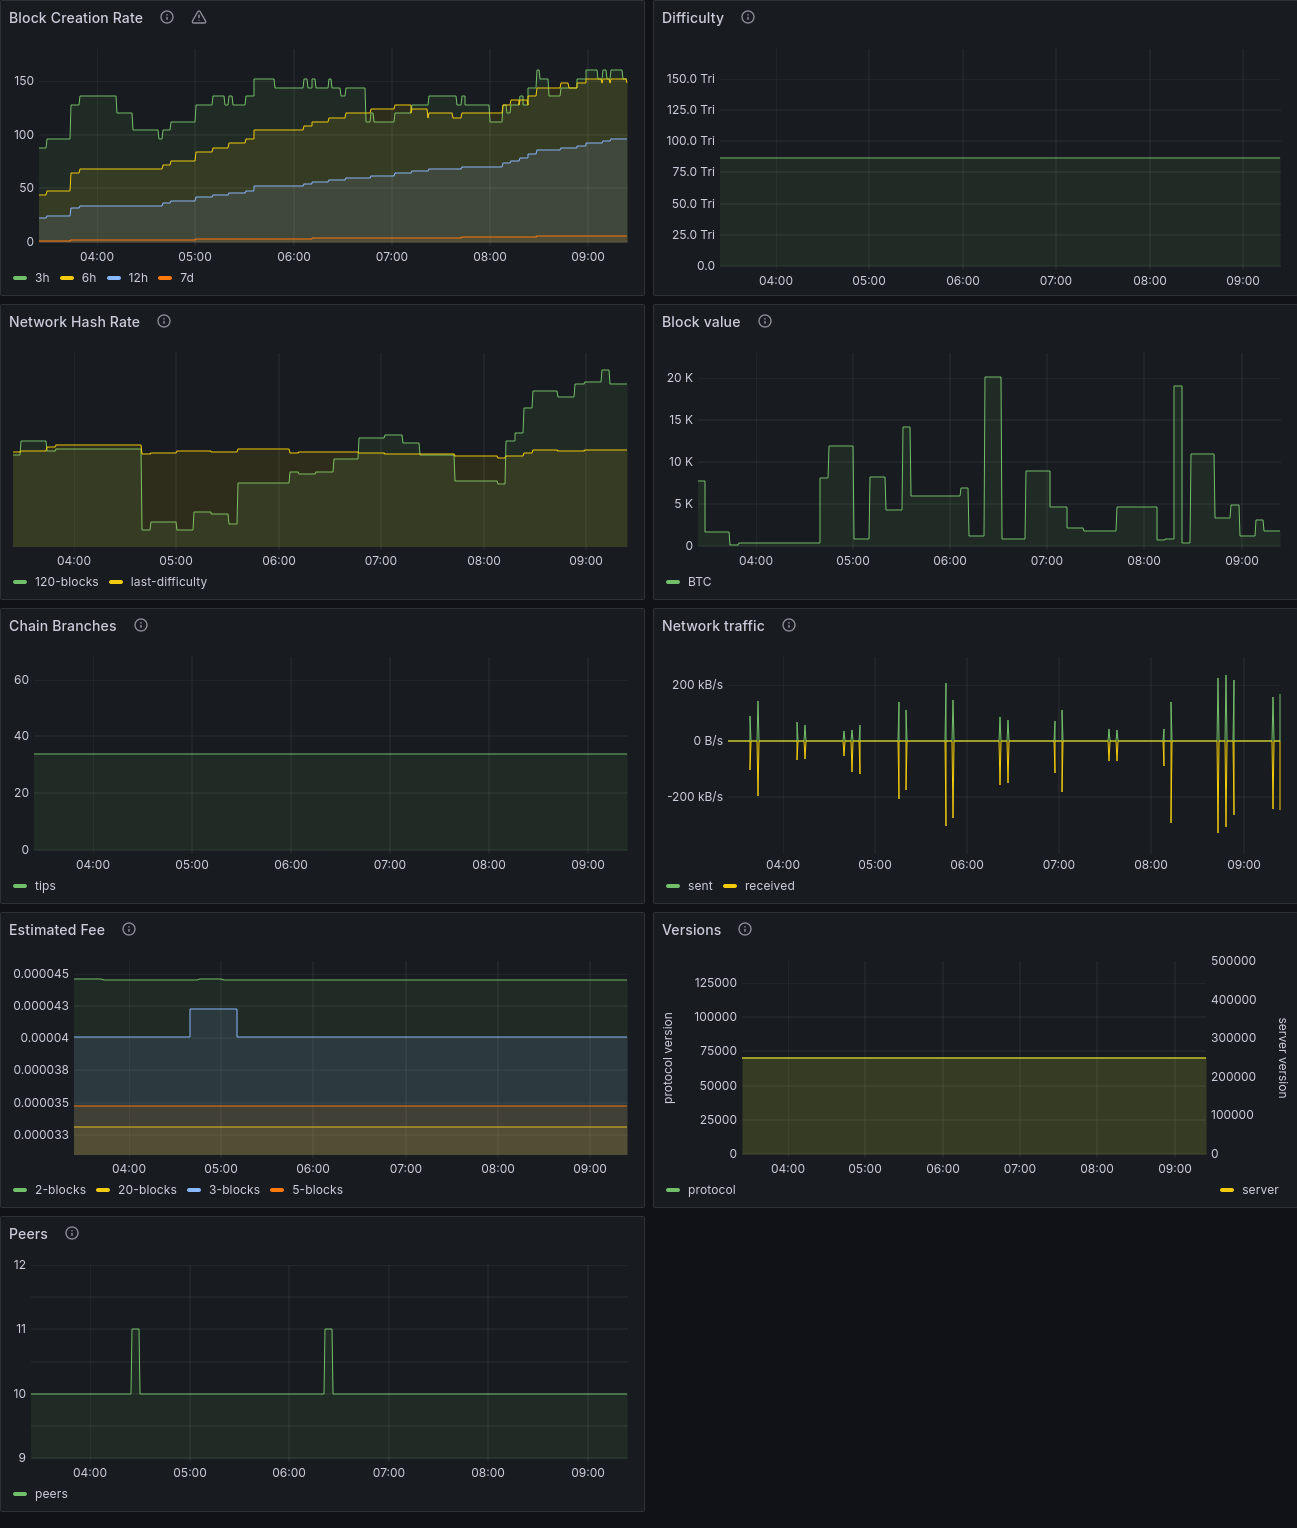 Block Creation Rate
150
100
50
0
04:00 05:00 06:00 07:00 08:00 09:00
3h 6h 12h 7d
Difficulty
150.0 Tri
125.0 Tri
100.0 Tri
75.0 Tri
50.0 Tri
25.0 Tri
0.0
04:00 05:00 06:00 07:00 08:00 09:00
Network Hash Rate
04:00 05:00 06:00 07:00 08:00 09:00
120-blocks last-difficulty
Block value
20 K
15 K
10 K
5 K
0
04:00 05:00 06:00 07:00 08:00 09:00
BTC
Chain Branches
60
40
20
0
04:00 05:00 06:00 07:00 08:00 09:00
tips
Network traffic
200 kB/s
0 B/s
-200 kB/s
04:00 05:00 06:00 07:00 08:00 09:00
sent received
Estimated Fee
0.000045
0.000043
0.00004
0.000038
0.000035
0.000033
04:00 05:00 06:00 07:00 08:00 09:00
2-blocks 20-blocks 3-blocks 5-blocks
Versions
protocol version
125000
100000
75000
50000
25000
0
500000
400000
300000
200000
100000
0
server version
04:00 05:00 06:00 07:00 08:00 09:00
protocol server
Peers
12
11
10
9
04:00 05:00 06:00 07:00 08:00 09:00
peers